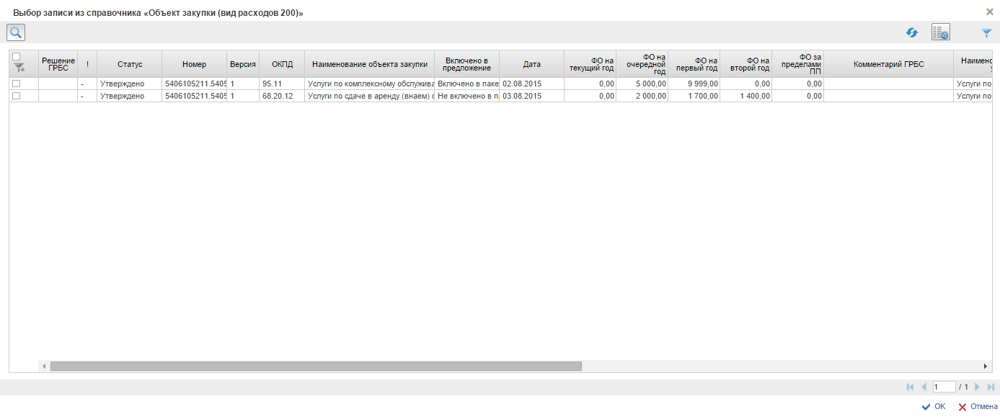 Выбор записи из справочника «Объект закупки (вид расходов 200)»
Решение ГРБС ! Статус Номер Версия ОКПД Наименование объекта закупки Включено в предложение Дата ФО на текущий год ФО на очередной год ФО на первый год ФО на второй год ФО за пределами ПП Комментарий ГРБС
- Утверждено 5406105211.5405 1 95.11 Услуги по комплексному обслужива Включено в паке 02.08.2015 0,00 5 000,00 9 999,00 0,00 0,00 Услуги по
- Утверждено 5406105211.5405 1 68.20.12 Услуги по сдаче в аренду (внаем) Не включено в п 03.08.2015 0,00 2 000,00 1 700,00 1 400,00 0,00 Услуги по
1 / 1
OK Отмена